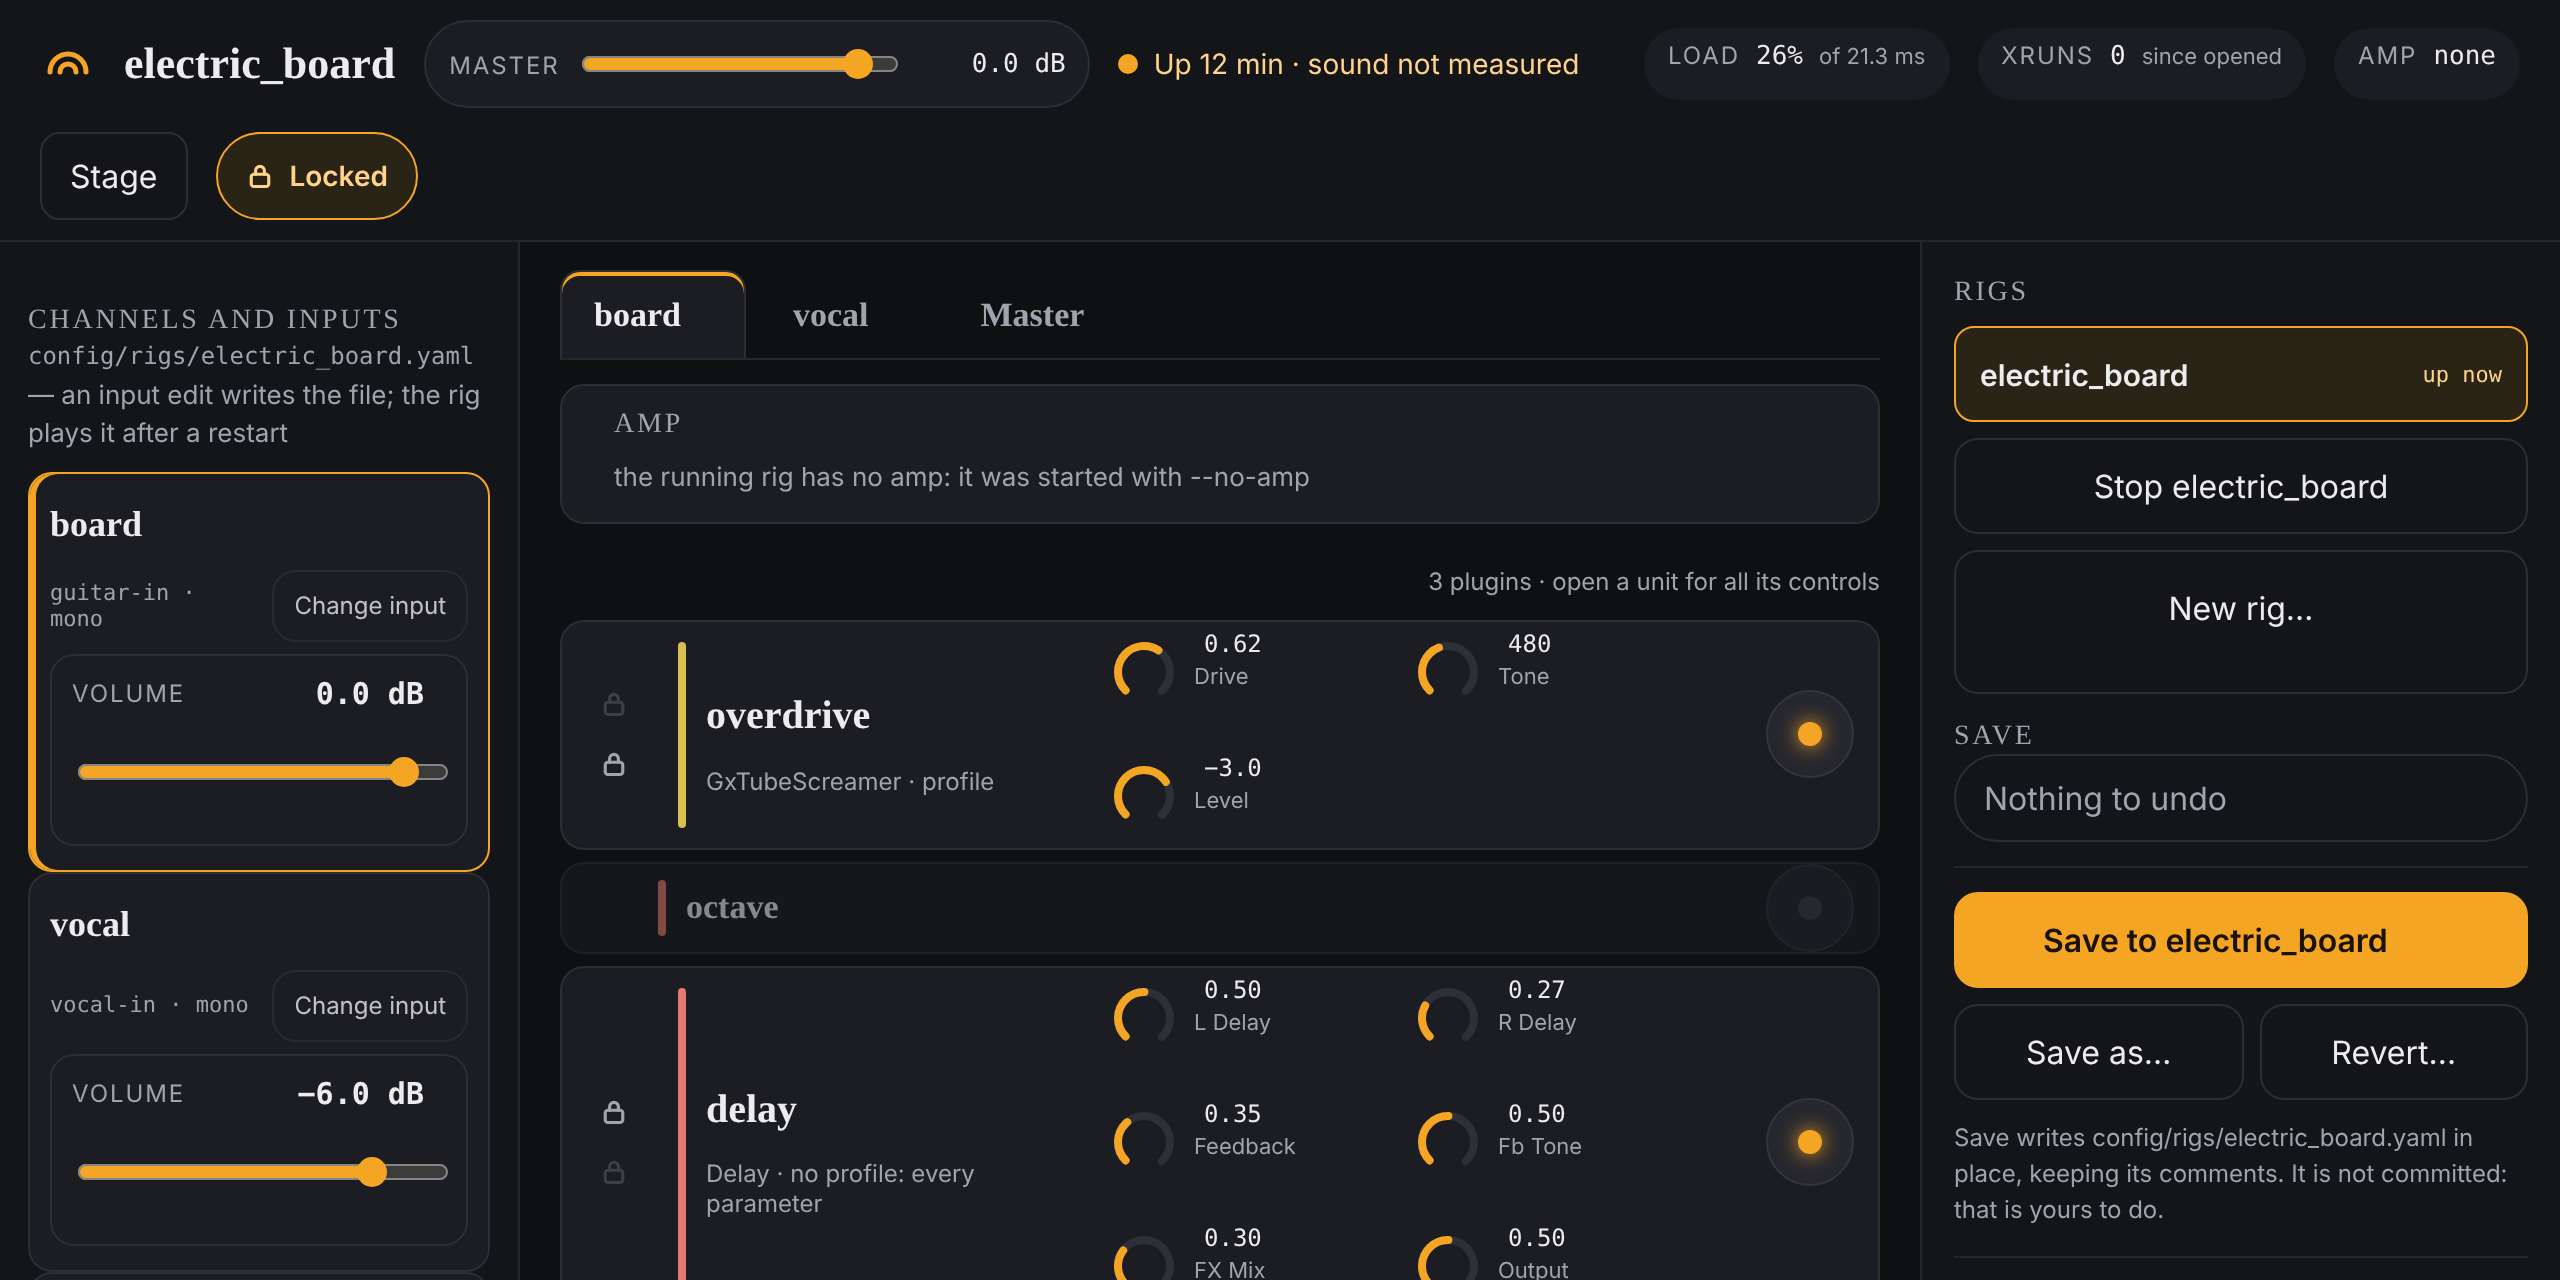 electric_board
MASTER 0.0 dB
Up 12 min · sound not measured
LOAD 26% of 21.3 ms
XRUNS 0 since opened
AMP none
Stage
Locked
CHANNELS AND INPUTS
config/rigs/electric_board.yaml
— an input edit writes the file; the rig
plays it after a restart
board
guitar-in ·
mono
Change input
VOLUME 0.0 dB
vocal
vocal-in · mono
Change input
VOLUME −6.0 dB
board
vocal
Master
AMP
the running rig has no amp: it was started with --no-amp
3 plugins · open a unit for all its controls
overdrive
GxTubeScreamer · profile
0.62
Drive
480
Tone
−3.0
Level
octave
delay
Delay · no profile: every
parameter
0.50
L Delay
0.27
R Delay
0.35
Feedback
0.50
Fb Tone
0.30
FX Mix
0.50
Output
RIGS
electric_board up now
Stop electric_board
New rig...
SAVE
Nothing to undo
Save to electric_board
Save as...
Revert...
Save writes config/rigs/electric_board.yaml in
place, keeping its comments. It is not committed:
that is yours to do.